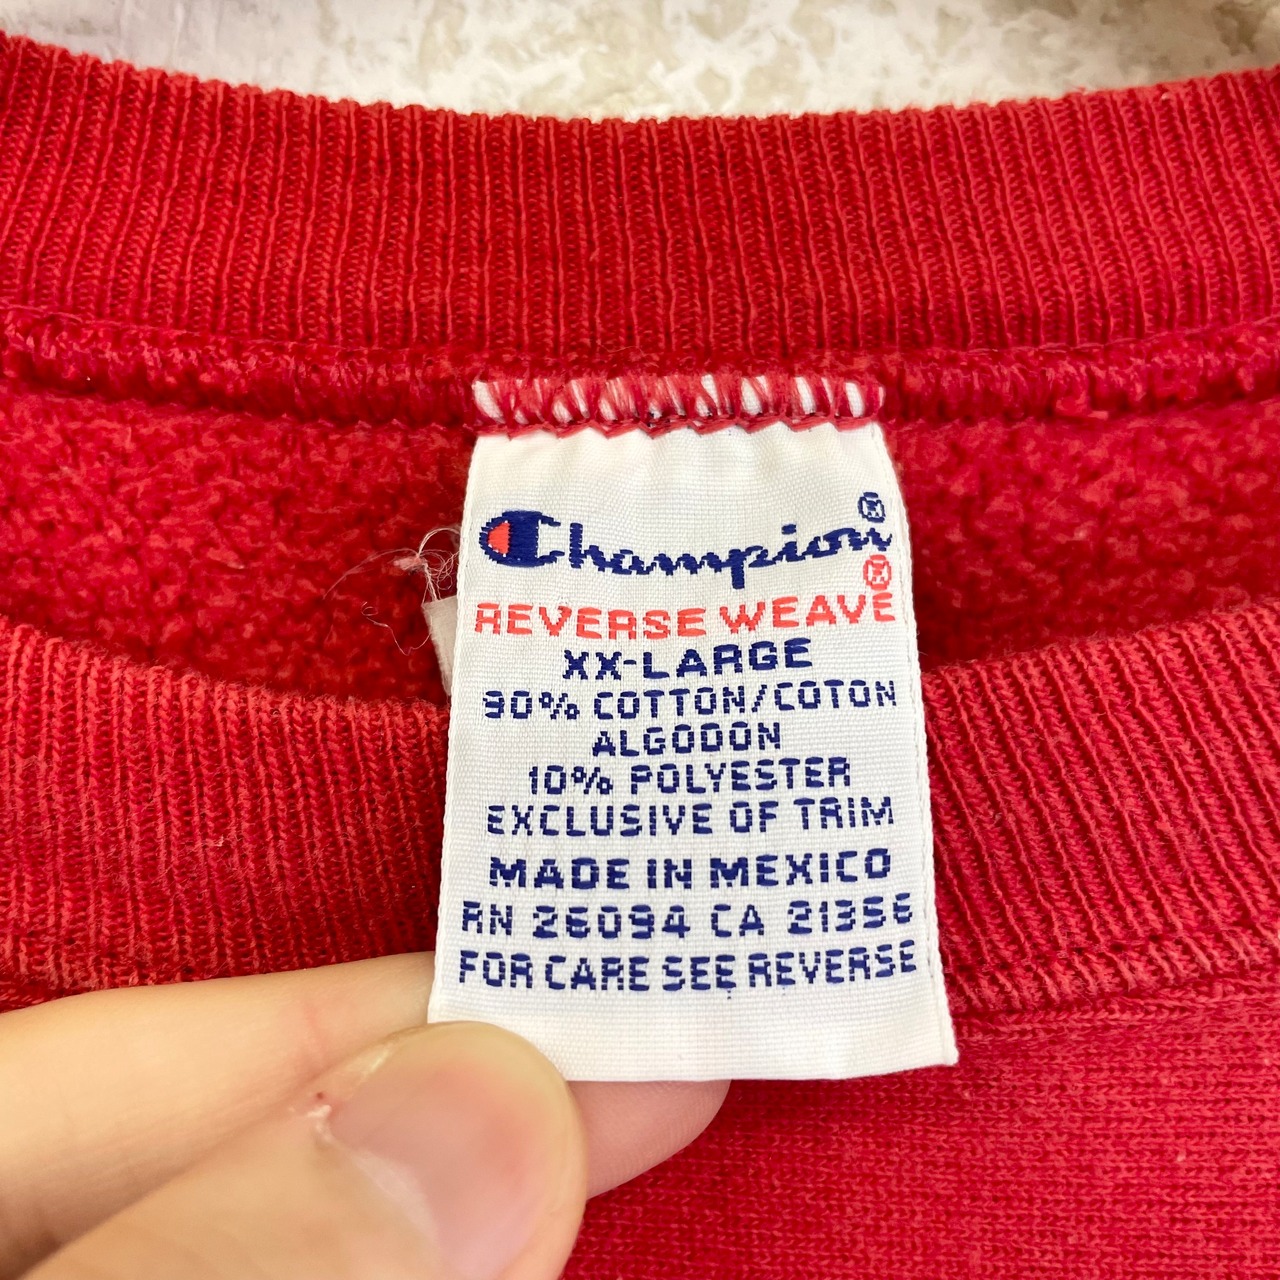 Champion®
®
REVERSE WEAVE
XX-LARGE
90% COTTON/COTON
ALGODON
10% POLYESTER
EXCLUSIVE OF TRIM
MADE IN MEXICO
RN 26094 CA 21356
FOR CARE SEE REVERSE